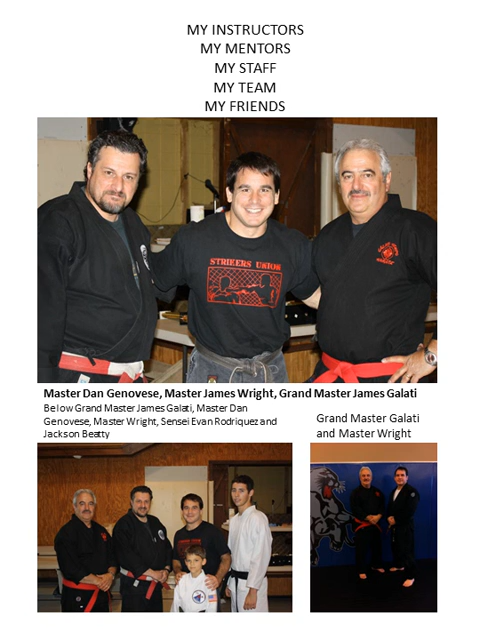 MY INSTRUCTORS
MY MENTORS
MY STAFF
MY TEAM
MY FRIENDS
STRIKERS UNION
Master Dan Genovese, Master James Wright, Grand Master James Galati
Below Grand Master James Galati, Master Dan
Genovese, Master Wright, Sensei Evan Rodriquez and
Jackson Beatty
Grand Master Galati
and Master Wright